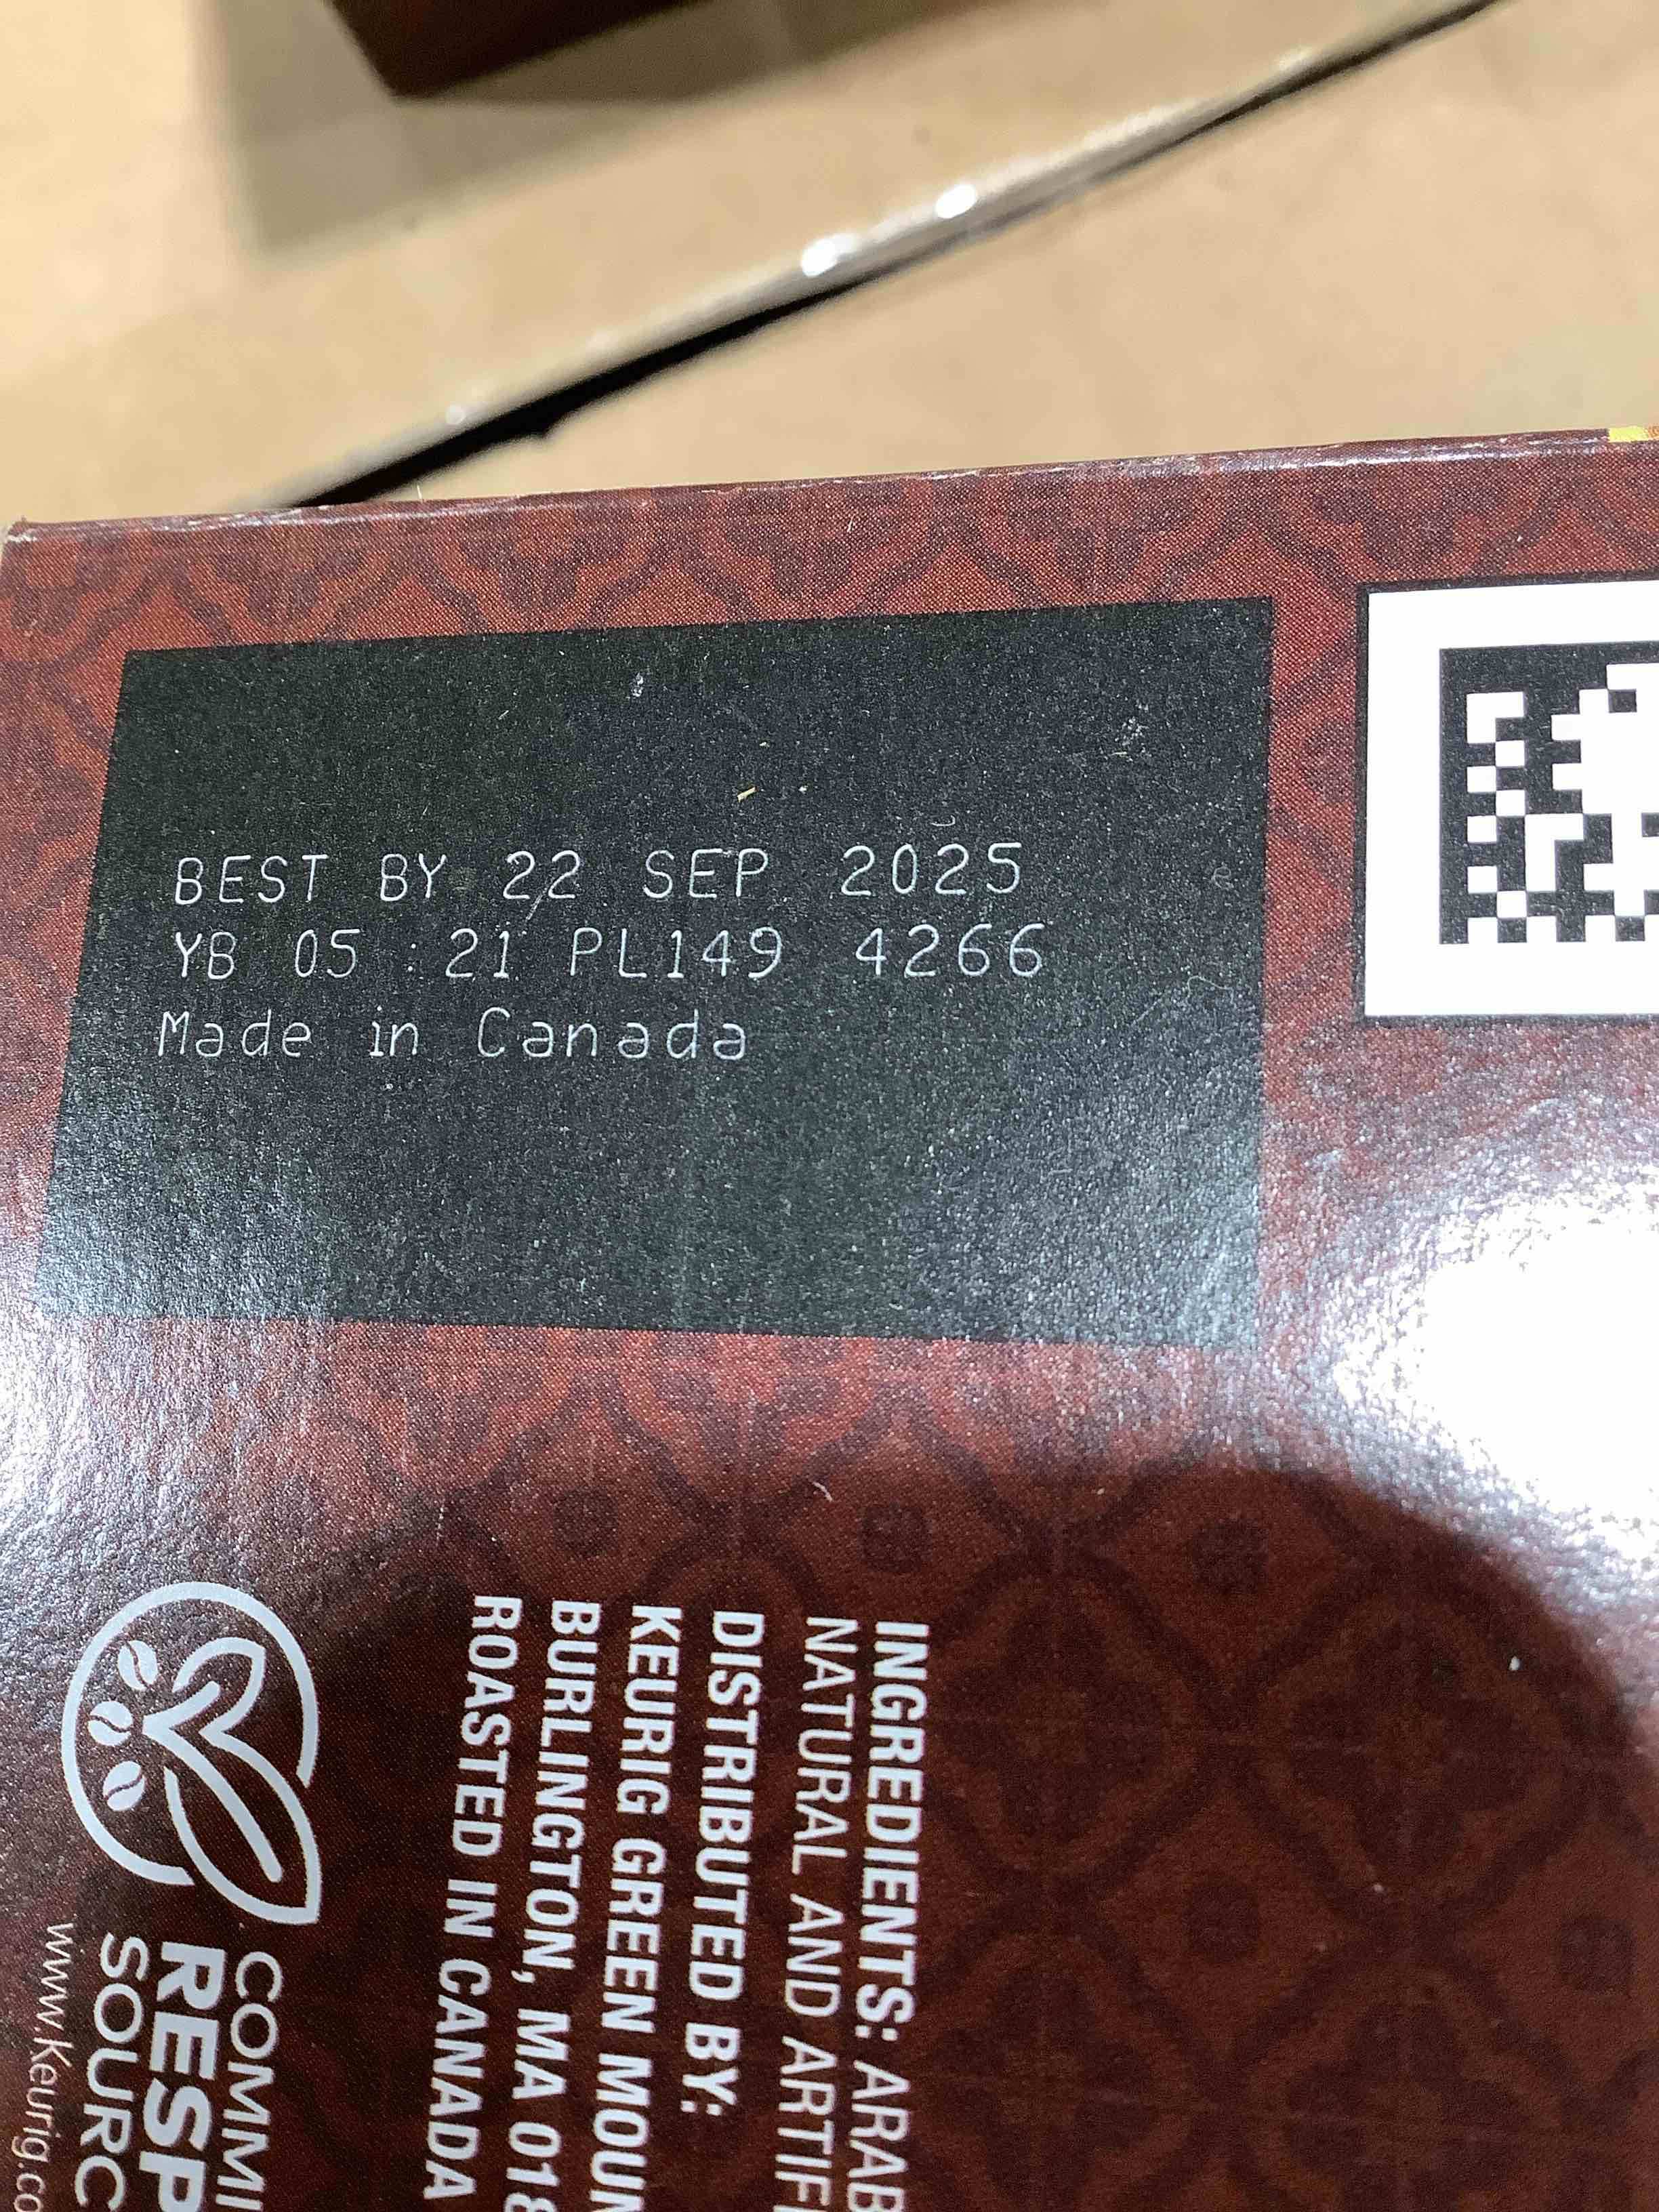 BEST BY 22 SEP 2025
YB 05 : 21 PL149 4266
Made in Canada
INGREDIENTS:
NATURAL AND
DISTRIBUTED BY:
KEURIG GREEN
BURLINGTON, MA
ROASTED IN CANADA